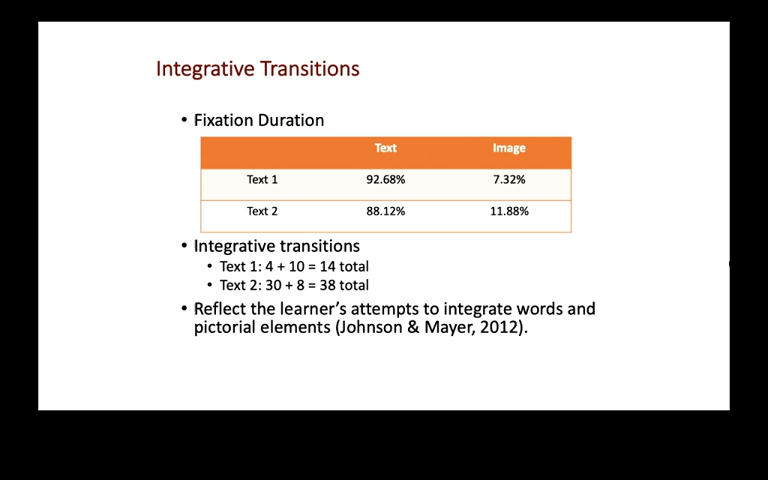 Integrative Transitions
• Fixation Duration
Text Image
Text 1 92.68% 7.32%
Text 2 88.12% 11.88%
• Integrative transitions
• Text 1: 4 + 10 = 14 total
• Text 2: 30 + 8 = 38 total
• Reflect the learner's attempts to integrate words and
pictorial elements (Johnson & Mayer, 2012).